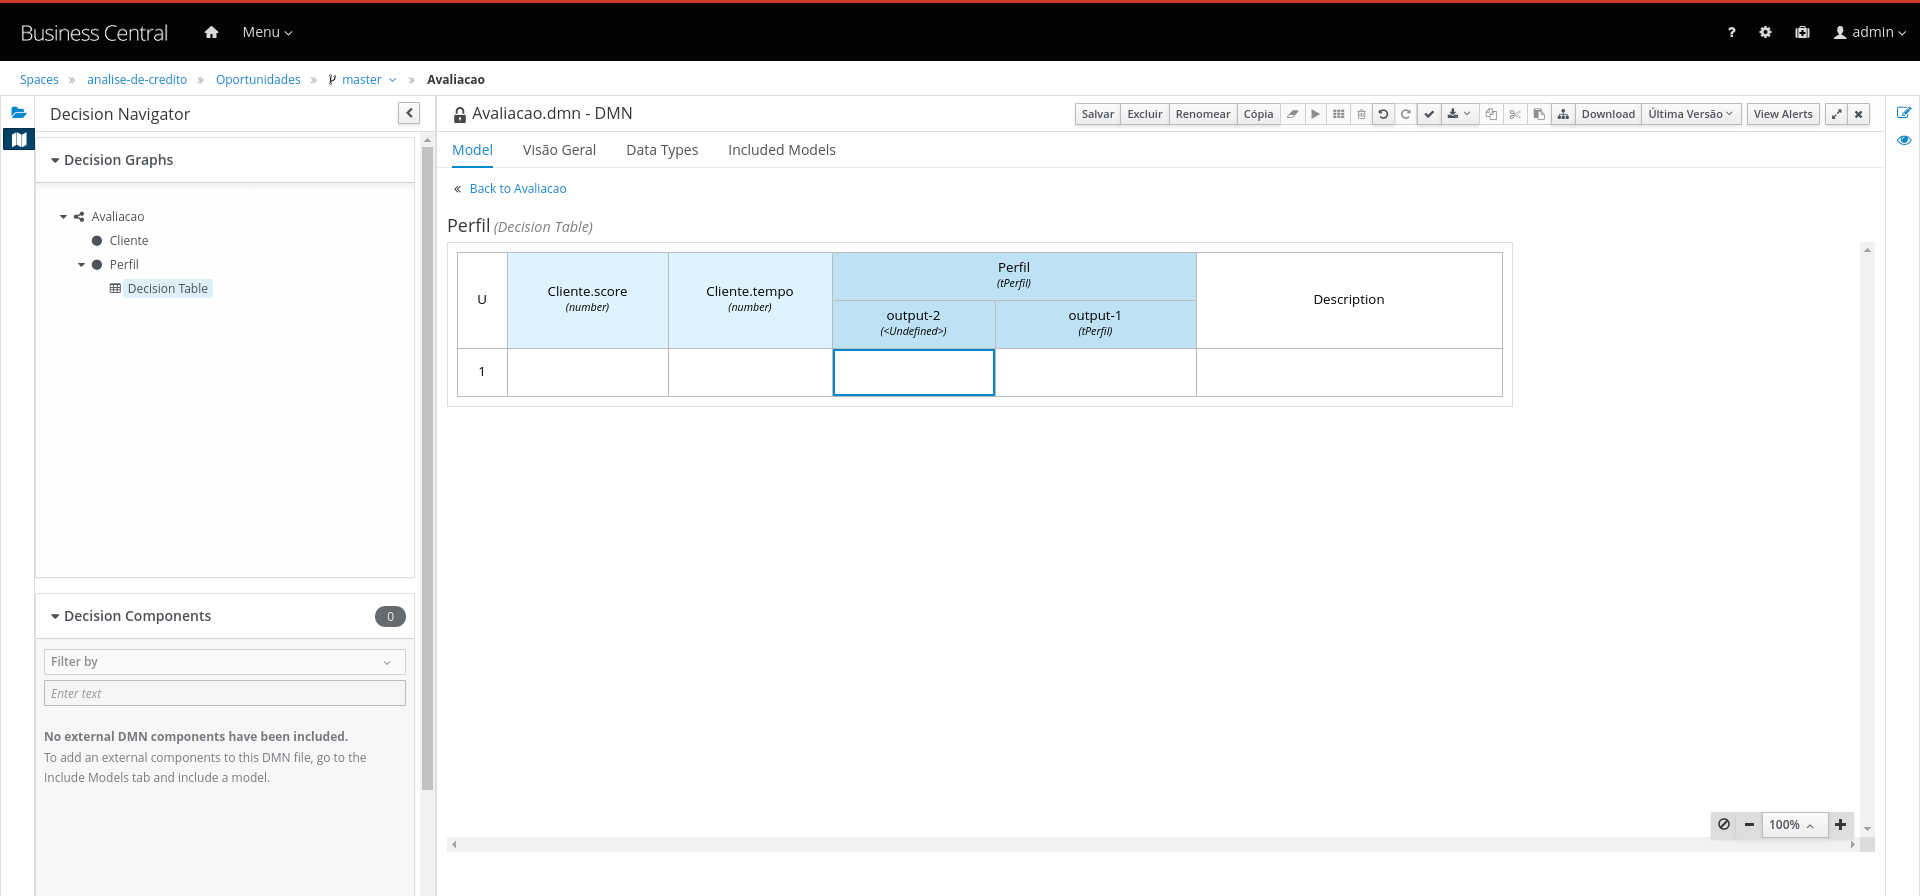 Business Central
Menu
?
admin
Spaces » analise-de-credito » Oportunidades » master » Avaliacao
Decision Navigator
Decision Graphs
Avaliacao
Cliente
Perfil
Decision Table
Decision Components
0
Filter by
Enter text
No external DMN components have been included.
To add an external components to this DMN file, go to the
Include Models tab and include a model.
Avaliacao.dmn - DMN
Salvar Excluir Renomear Cópia Download Última Versão View Alerts
Model Visão Geral Data Types Included Models
« Back to Avaliacao
Perfil (Decision Table)
U
Cliente.score
(number)
Cliente.tempo
(number)
Perfil
(tPerfil)
output-2
(<Undefined>)
output-1
(tPerfil)
Description
1
100%